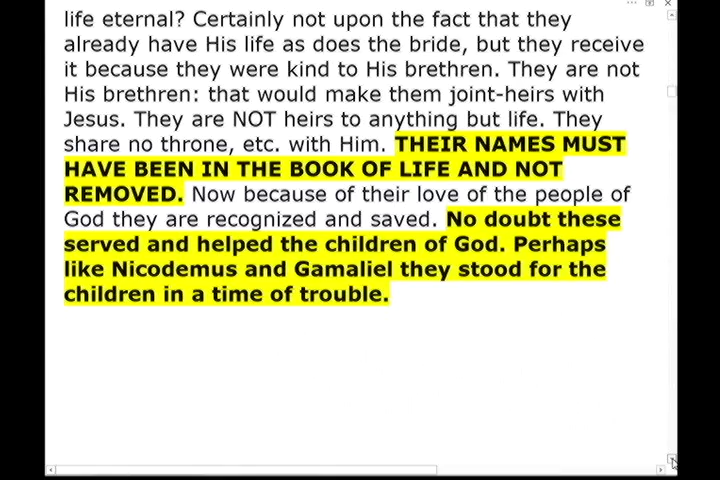 life eternal? Certainly not upon the fact that they
already have His life as does the bride, but they receive
it because they were kind to His brethren. They are not
His brethren: that would make them joint-heirs with
Jesus. They are NOT heirs to anything but life. They
share no throne, etc. with Him. THEIR NAMES MUST
HAVE BEEN IN THE BOOK OF LIFE AND NOT
REMOVED. Now because of their love of the people of
God they are recognized and saved. No doubt these
served and helped the children of God. Perhaps
like Nicodemus and Gamaliel they stood for the
children in a time of trouble.